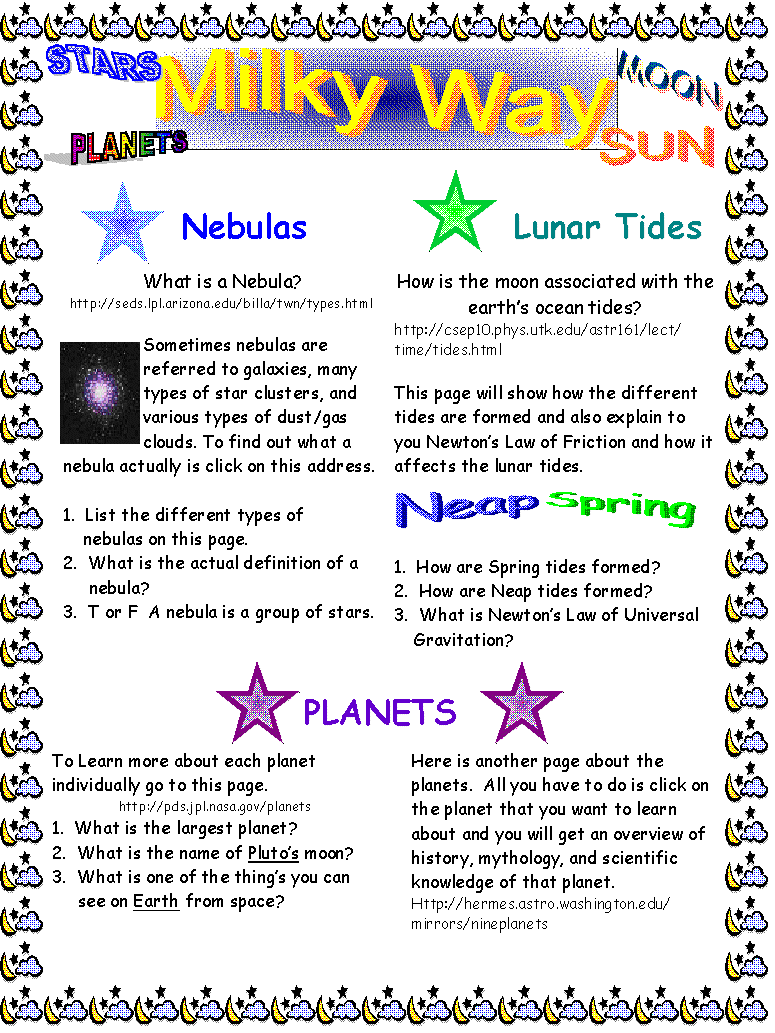 STARS
Milky Way
MOON
PLANETS
SUN
Nebulas
What is a Nebula?
http://seds.lpl.arizona.edu/billa/twn/types.html
Sometimes nebulas are
referred to galaxies, many
types of star clusters, and
various types of dust/gas
clouds. To find out what a
nebula actually is click on this address.
1. List the different types of
nebulas on this page.
2. What is the actual definition of a
nebula?
3. T or F A nebula is a group of stars.
Lunar Tides
How is the moon associated with the
earth's ocean tides?
http://csep10.phys.utk.edu/astr161/lect/
time/tides.html
This page will show how the different
tides are formed and also explain to
you Newton's Law of Friction and how it
affects the lunar tides.
Neap Spring
1. How are Spring tides formed?
2. How are Neap tides formed?
3. What is Newton's Law of Universal
Gravitation?
PLANETS
To Learn more about each planet
individually go to this page.
http://pds.jpl.nasa.gov/planets
1. What is the largest planet?
2. What is the name of Pluto's moon?
3. What is one of the thing's you can
see on Earth from space?
Here is another page about the
planets. All you have to do is click on
the planet that you want to learn
about and you will get an overview of
history, mythology, and scientific
knowledge of that planet.
Http://hermes.astro.washington.edu/
mirrors/nineplanets